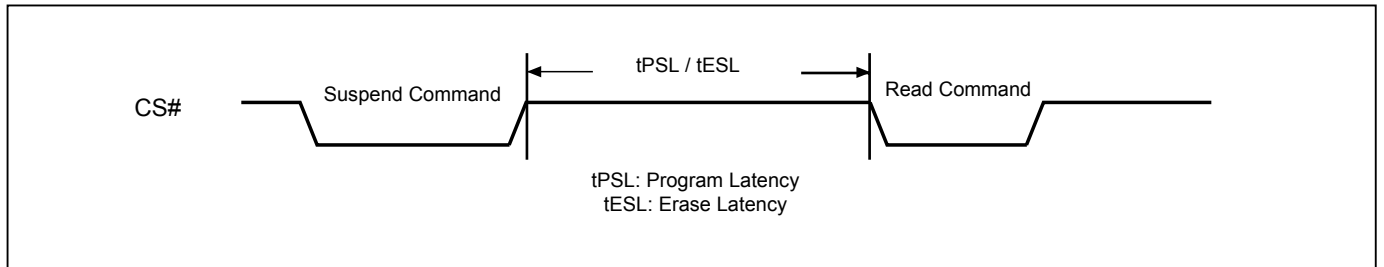 tPSL / tESL
CS#
Suspend Command
Read Command
tPSL: Program Latency
tESL: Erase Latency